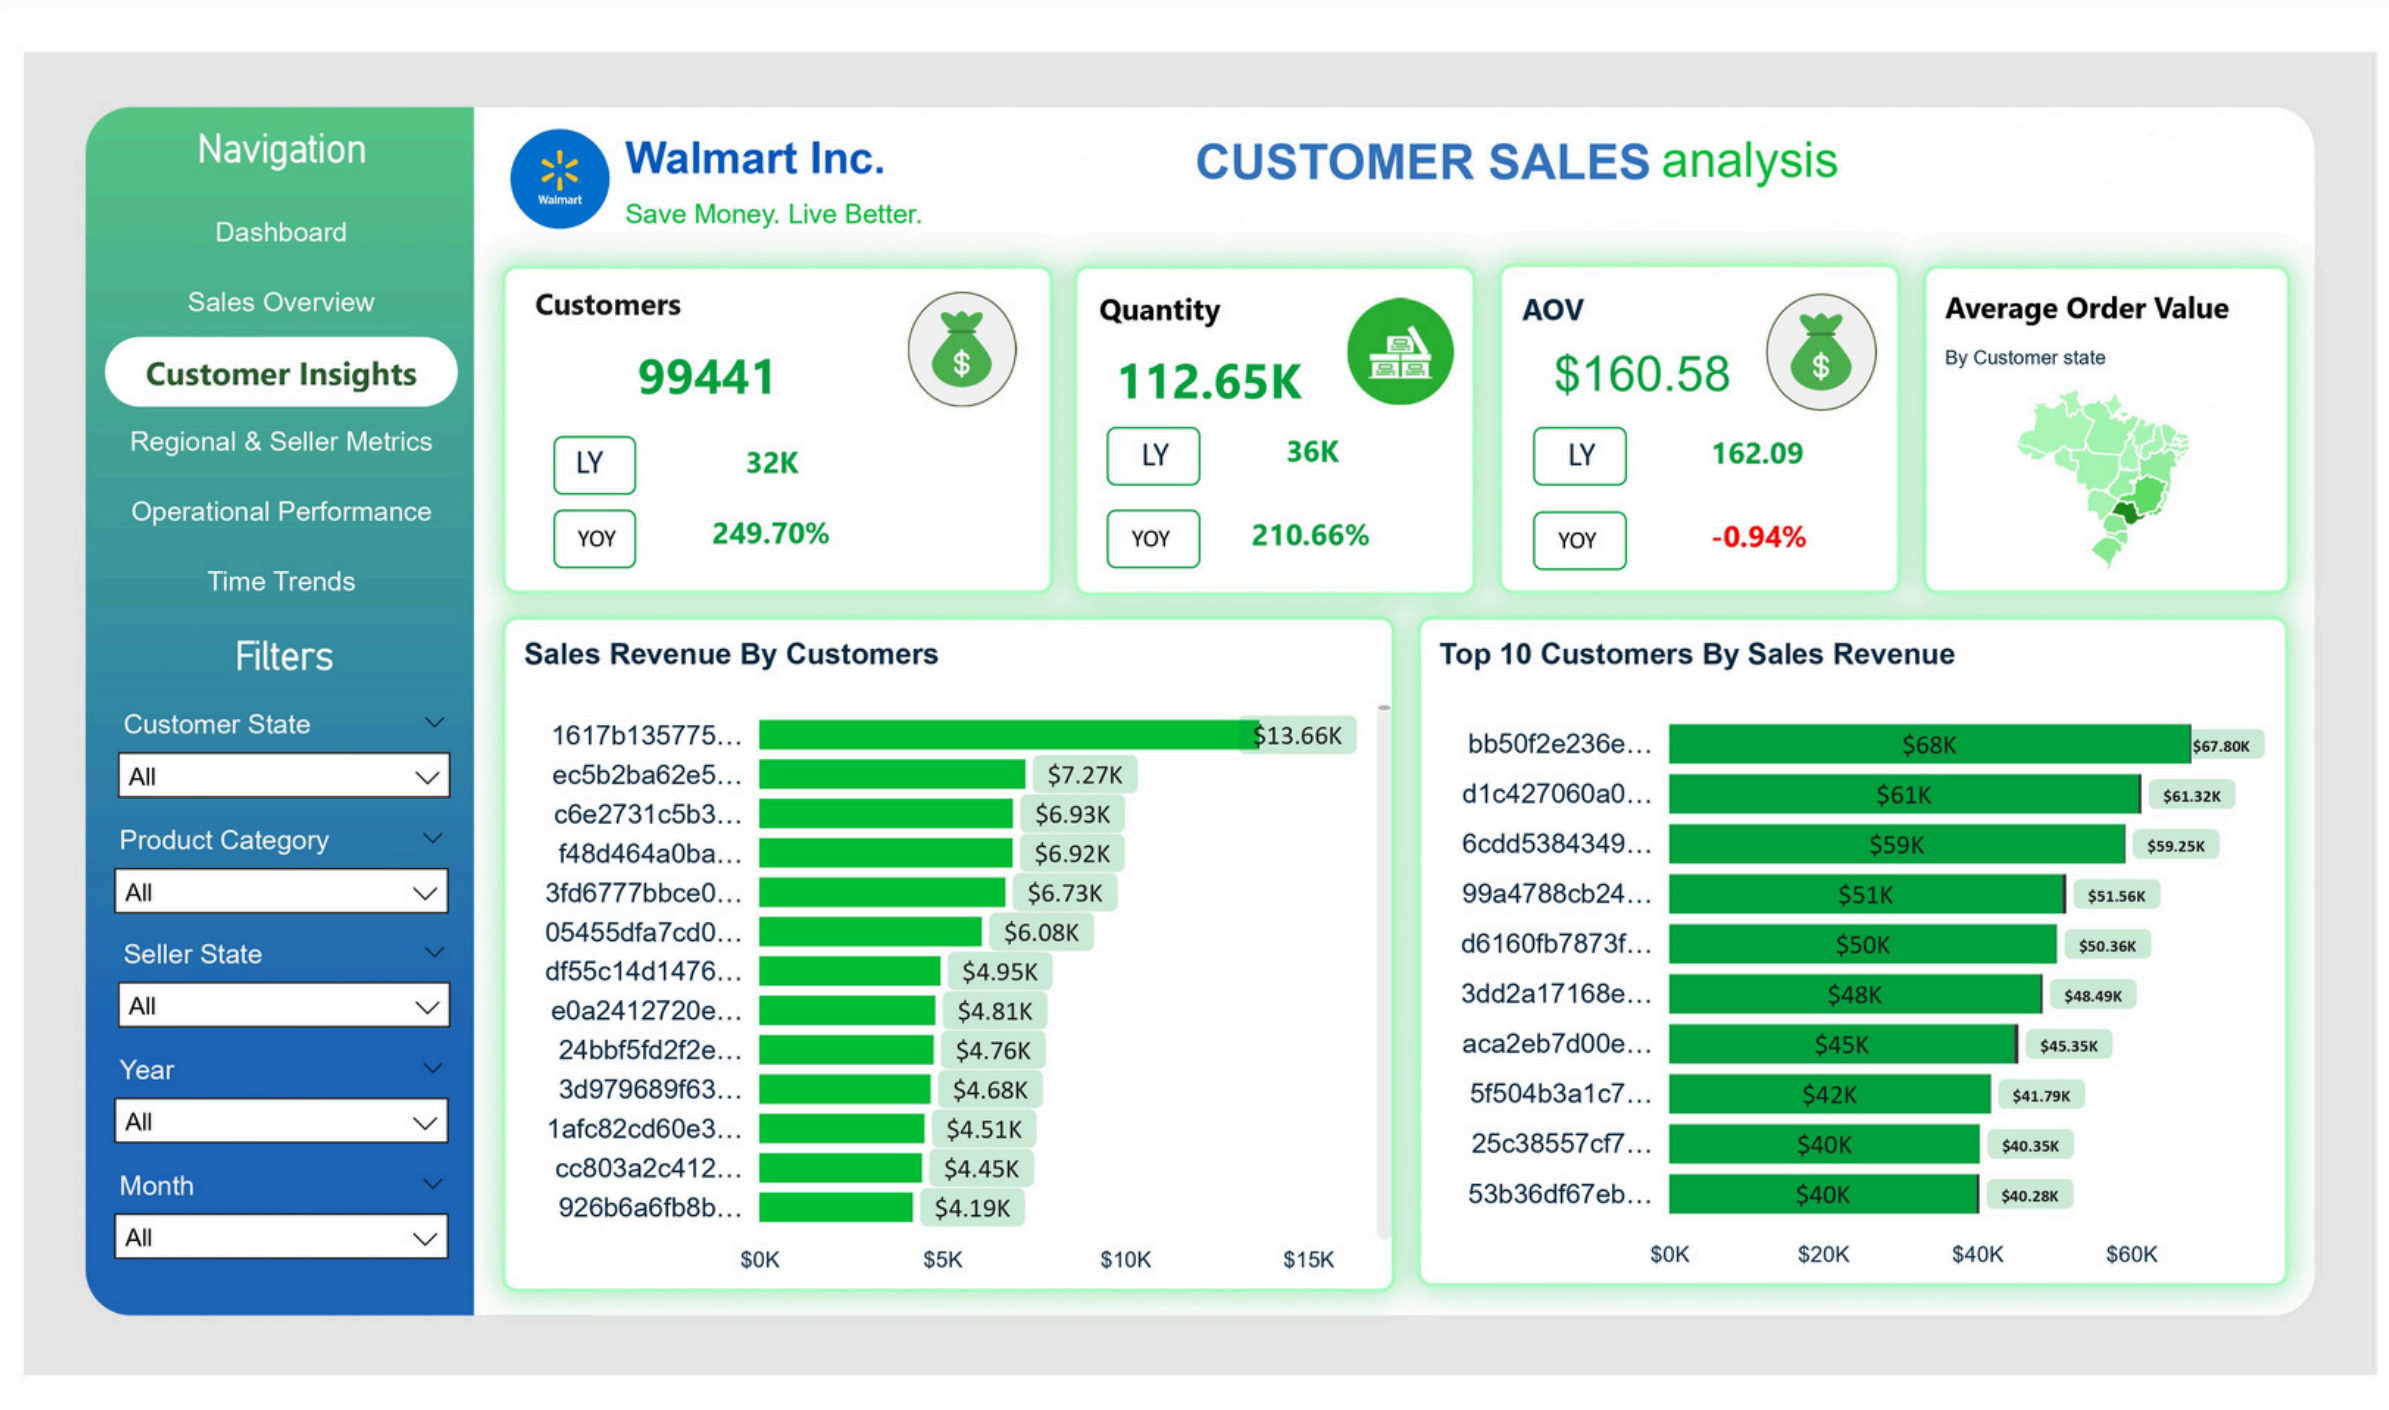 Navigation
Dashboard
Sales Overview
Customer Insights
Regional & Seller Metrics
Operational Performance
Time Trends
Filters
Customer State
All
Product Category
All
Seller State
All
Year
All
Month
All
Walmart
Walmart Inc.
Save Money. Live Better.
CUSTOMER SALES analysis
Customers
$
99441
LY 32K
YOY 249.70%
Quantity
112.65K
LY 36K
YOY 210.66%
AOV
$
$160.58
LY 162.09
YOY -0.94%
Average Order Value
By Customer state
Sales Revenue By Customers
1617b135775... $13.66K
ec5b2ba62e5... $7.27K
c6e2731c5b3... $6.93K
f48d464a0ba... $6.92K
3fd6777bbce0... $6.73K
05455dfa7cd0... $6.08K
df55c14d1476... $4.95K
e0a2412720e... $4.81K
24bbf5fd2f2e... $4.76K
3d979689f63... $4.68K
1afc82cd60e3... $4.51K
cc803a2c412... $4.45K
926b6a6fb8b... $4.19K
$0K $5K $10K $15K
Top 10 Customers By Sales Revenue
bb50f2e236e... $68K $67.80K
d1c427060a0... $61K $61.32K
6cdd5384349... $59K $59.25K
99a4788cb24... $51K $51.56K
d6160fb7873f... $50K $50.36K
3dd2a17168e... $48K $48.49K
aca2eb7d00e... $45K $45.35K
5f504b3a1c7... $42K $41.79K
25c38557cf7... $40K $40.35K
53b36df67eb... $40K $40.28K
$0K $20K $40K $60K